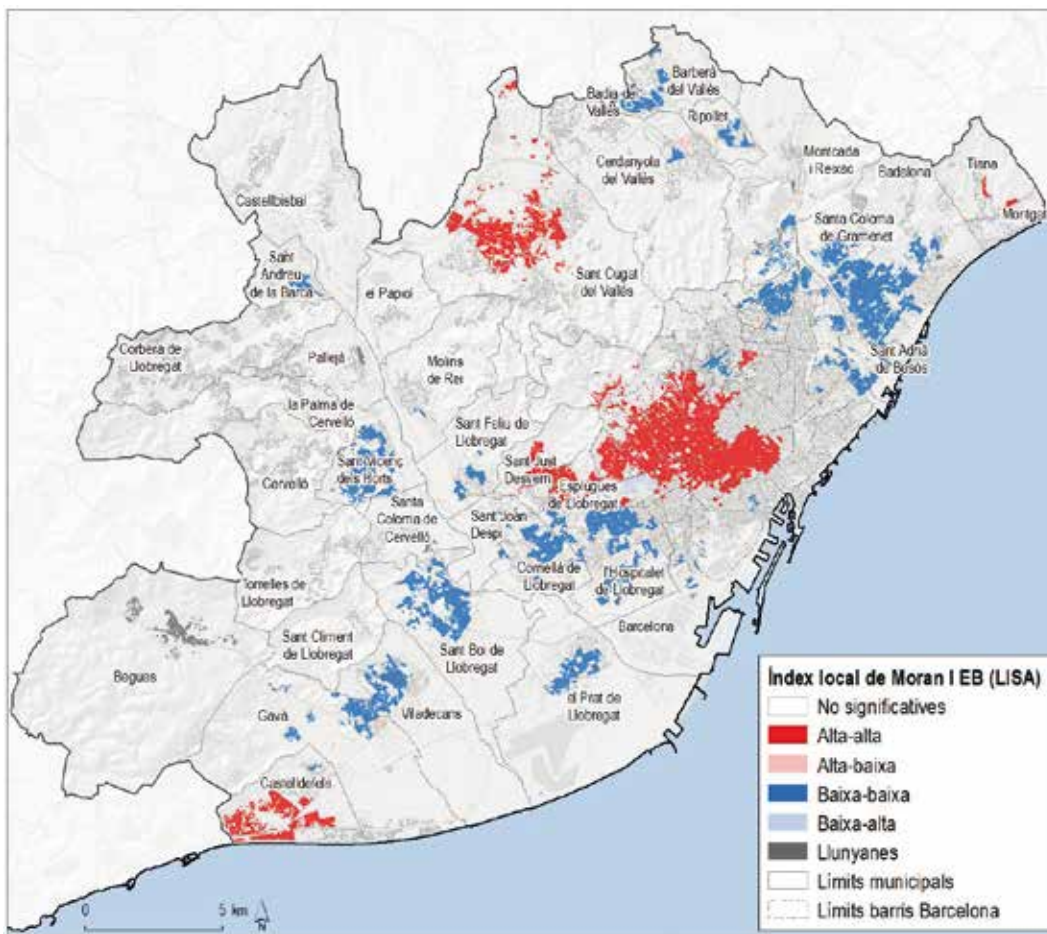 Barberà
del Vallès
Badia del
Vallès
Ripollet
Cerdanyola
del Vallès
Montcada
i Reixac
Badalona
Tiana
Montgat
Castellbisbal
Santa Coloma
de Gramenet
Sant
Andreu
de la Barca
el Papiol
Sant Cugat
del Vallès
Corbera de
Llobregat
Pallejà
Molins
de Rei
Sant Adrià
de Besòs
la Palma de
Cervelló
Sant Feliu de
Llobregat
Sant Just
Desvern
Cervelló
Sant Vicenç
dels Horts
Esplugues
de Llobregat
Santa
Coloma de
Cervelló
Sant Joan
Despí
Cornellà de
Llobregat
l'Hospitalet
de Llobregat
Torrelles de
Llobregat
Sant Climent
de Llobregat
Sant Boi de
Llobregat
Barcelona
Begues
Gavà
Viladecans
el Prat de
Llobregat
Castelldefels
0 5 km
N
Índex local de Moran I EB (LISA)
No significatives
Alta-alta
Alta-baixa
Baixa-baixa
Baixa-alta
Llunyanes
Límits municipals
Límits barris Barcelona